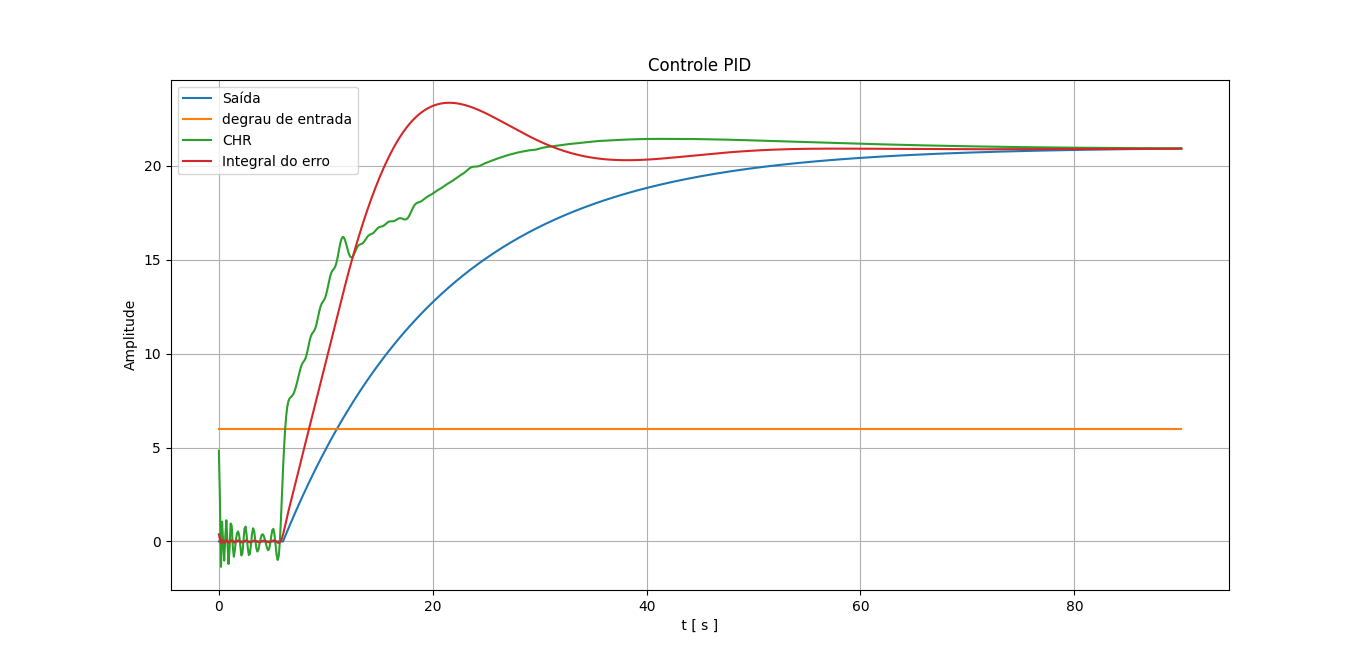 Controle PID
Saída
degrau de entrada
CHR
Integral do erro
Amplitude
20
15
10
5
0
0 20 40 60 80
t [ s ]